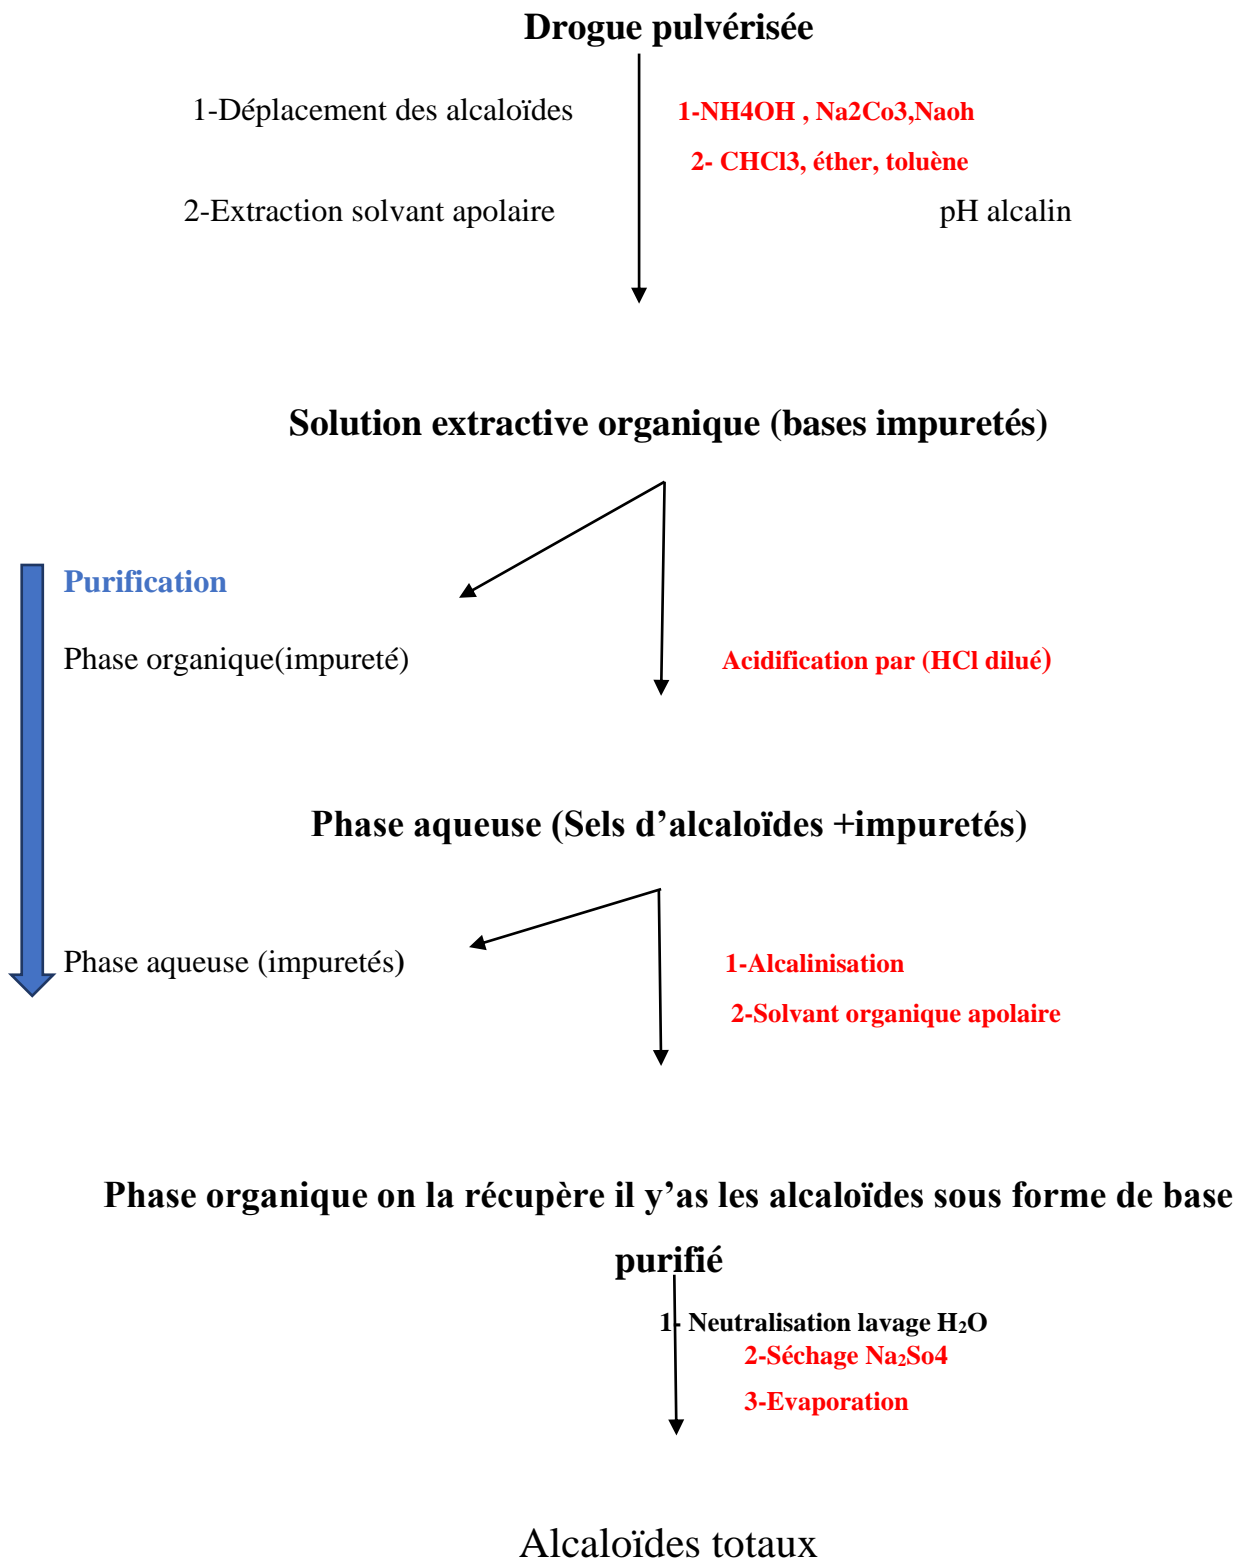 Drogue pulvérisée
1-Déplacement des alcaloïdes
1-NH4OH , Na2Co3,Naoh
2- CHCl3, éther, toluène
2-Extraction solvant apolaire
pH alcalin
Solution extractive organique (bases impuretés)
Purification
Phase organique(impureté)
Acidification par (HCl dilué)
Phase aqueuse (Sels d’alcaloïdes +impuretés)
Phase aqueuse (impuretés)
1-Alcalinisation
2-Solvant organique apolaire
Phase organique on la récupère il y’as les alcaloïdes sous forme de base
purifié
1- Neutralisation lavage H₂O
2-Séchage Na₂So4
3-Evaporation
Alcaloïdes totaux